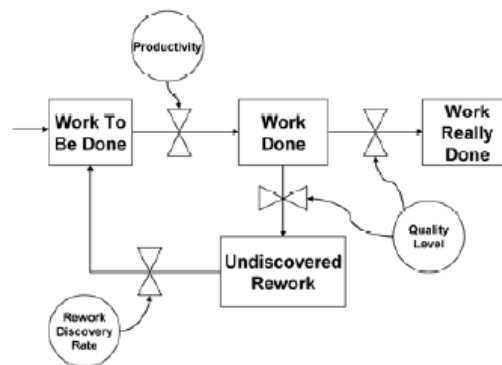 Productivity
Work To
Be Done
Work
Done
Work
Really
Done
Quality
Level
Undiscovered
Rework
Rework
Discovery
Rate